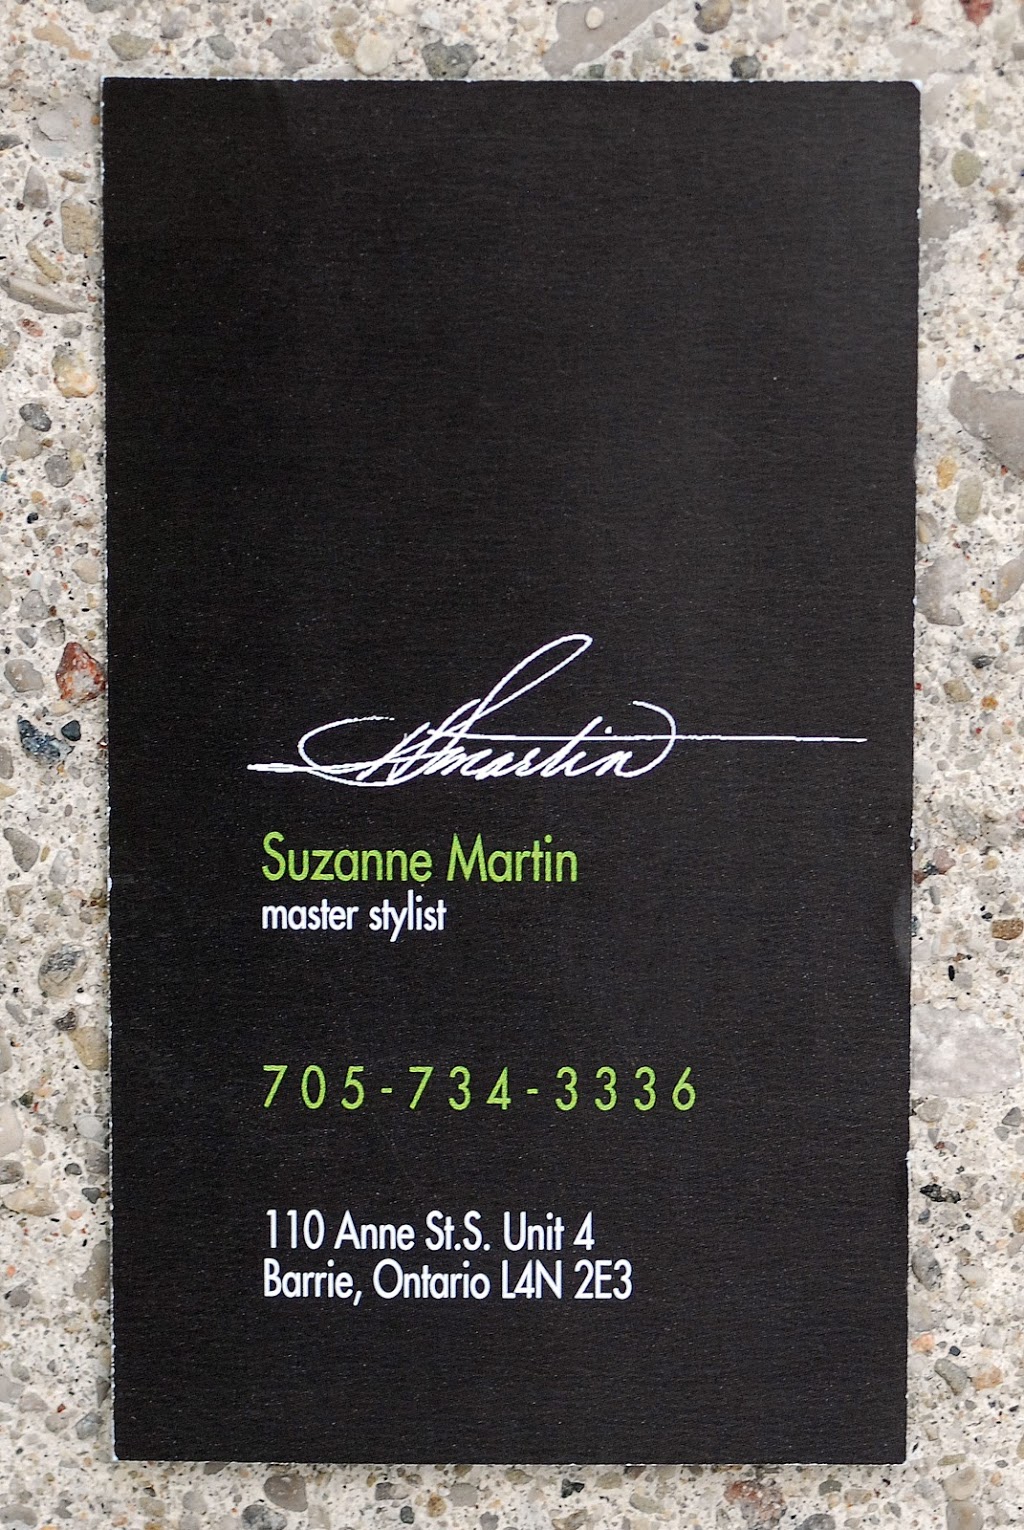 Smartin
Suzanne Martin
master stylist
705-734-3336
110 Anne St.S. Unit 4
Barrie, Ontario L4N 2E3